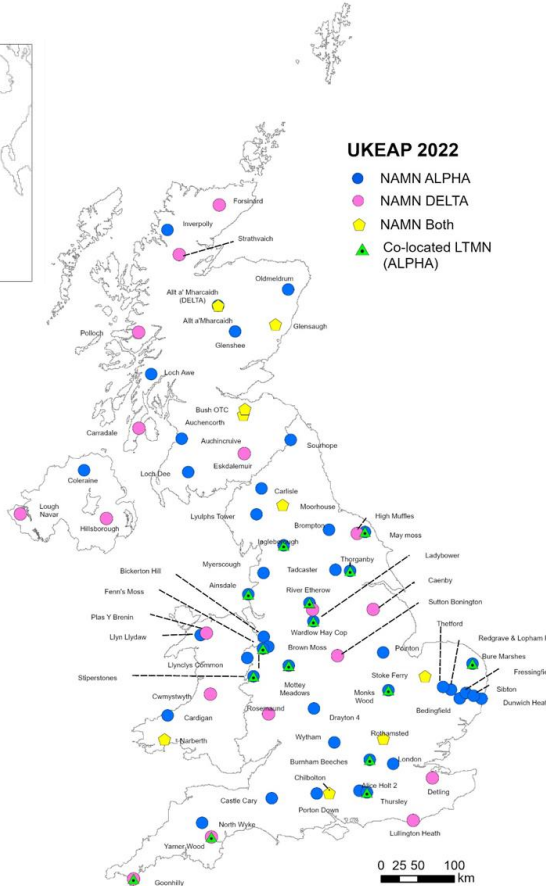 UKEAP 2022
NAMN ALPHA
NAMN DELTA
NAMN Both
Co-located LTMN
(ALPHA)
Forsinard
Inverpolly
Strathvaich
Oldmeldrum
Allt a' Mharcaidh
(DELTA)
Allt a'Mharcaidh
Glensaugh
Polloch
Glenshee
Loch Awe
Bush OTC
Auchencorth
Carradale
Auchincruive
Sourhope
Eskdalemuir
Loch Dee
Coleraine
Carlisle
Lough
Navar
Moorhouse
Hillsborough
Lyulphs Tower
High Muffles
Brompton
May moss
Ingleborough
Ladybower
Thorganby
Myerscough
Tadcaster
Bickerton Hill
Caenby
Ainsdale
River Etherow
Fenn's Moss
Sutton Bonington
Plas Y Brenin
Thetford
Wardlow Hay Cop
Redgrave & Lopham
Llyn Llydaw
Brown Moss
Pointon
Bure Marshes
Llynclys Common
Fressingfi
Stiperstones
Mottey
Meadows
Stoke Ferry
Sibton
Cwmystwyth
Monks
Wood
Dunwich Heat
Rosemaund
Bedingfield
Cardigan
Drayton 4
Narberth
Wytham
Rothamsted
Burnham Beeches
London
Chilbolton
Alice Holt 2
Detling
Castle Cary
Porton Down
Thursley
North Wyke
Lullington Heath
Yarner Wood
0 25 50 100
km
Goonhilly